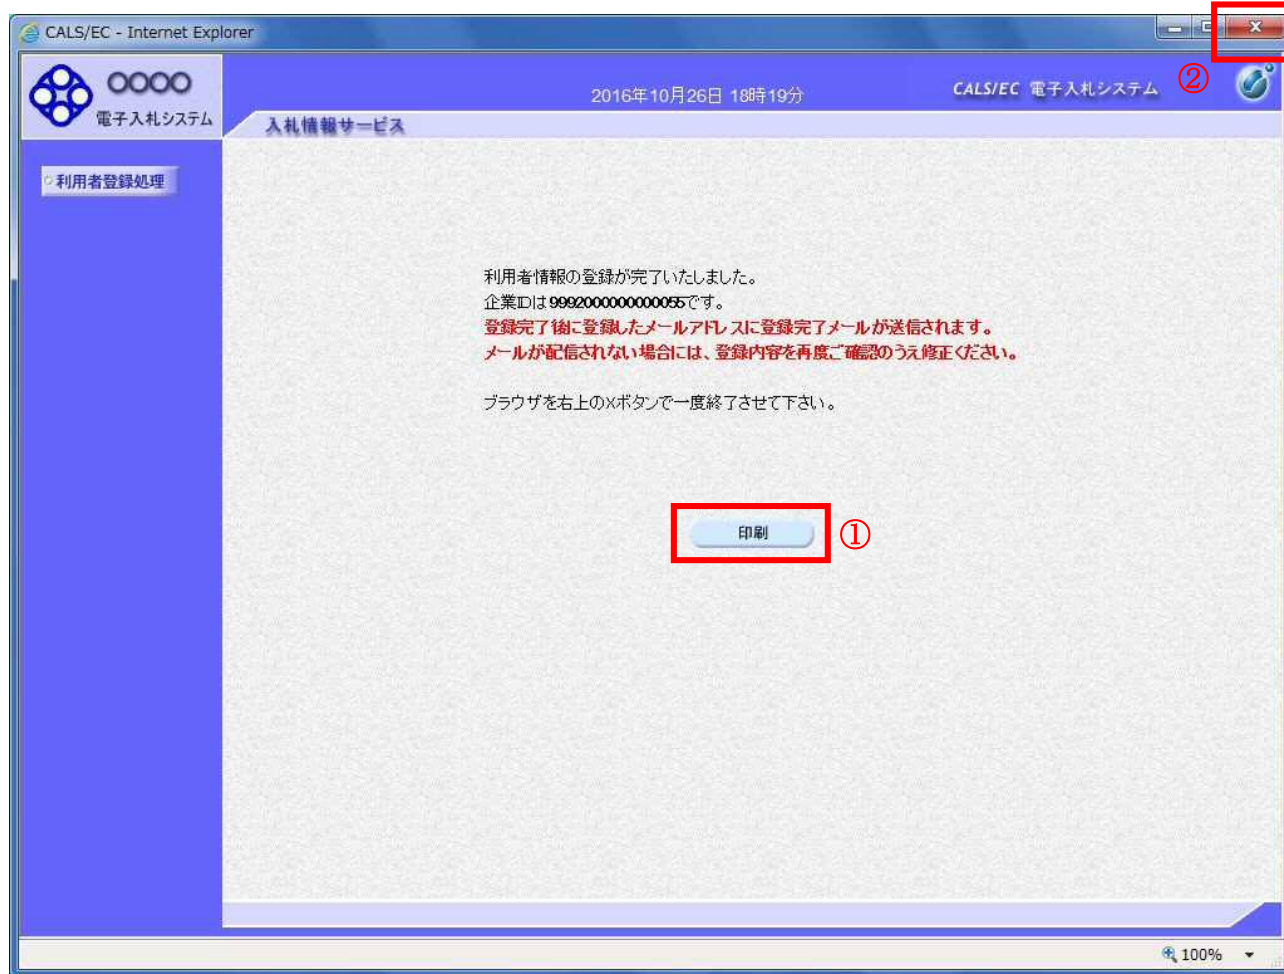 CALS/EC - Internet Explorer
○○○○
電子入札システム
2016年10月26日 18時19分
CALS/EC 電子入札システム
②
入札情報サービス
利用者登録処理
利用者情報の登録が完了いたしました。
企業IDは9992000000000055です。
登録完了後に登録したメールアドレスに登録完了メールが送信されます。
メールが配信されない場合には、登録内容を再度ご確認のうえ修正ください。
ブラウザを右上の×ボタンで一度終了させて下さい。
印刷
①
100%